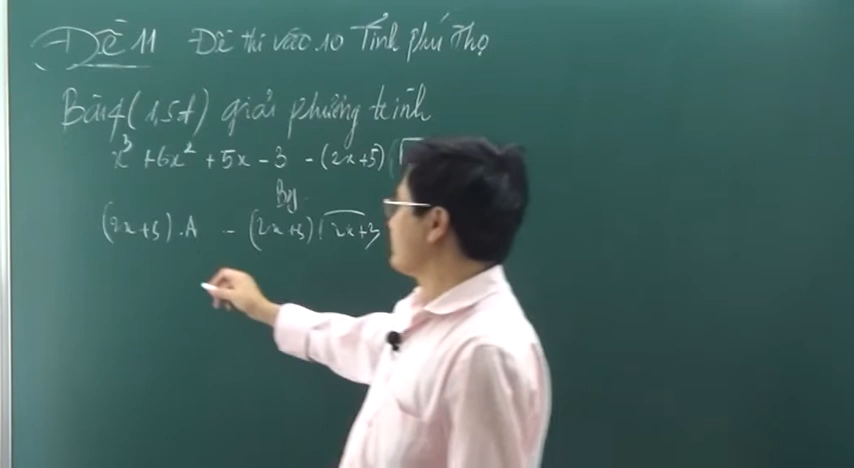 Đề 11 Đề thi vào 10 Tỉnh phú Thọ
Bài 4 (1,5đ) giải phương trình
x³ + 6x² + 5x - 3 - (2x+5)√
(2x+5).A - (2x+5)√2x+3